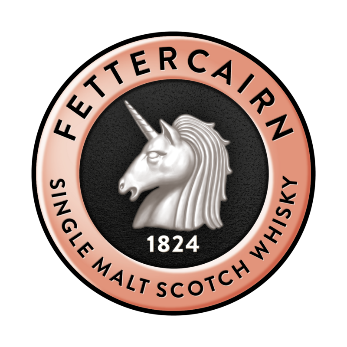 FETTERCAIRN
1824
SINGLE MALT SCOTCH WHISKY